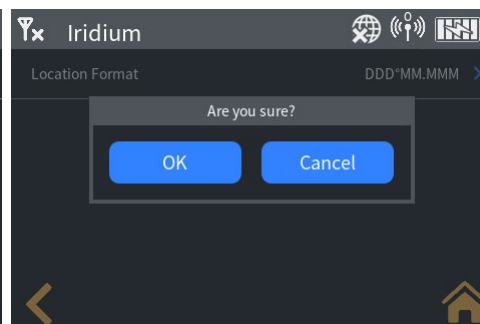 Iridium
Location Format DDD°MM.MMM
Are you sure?
OK Cancel